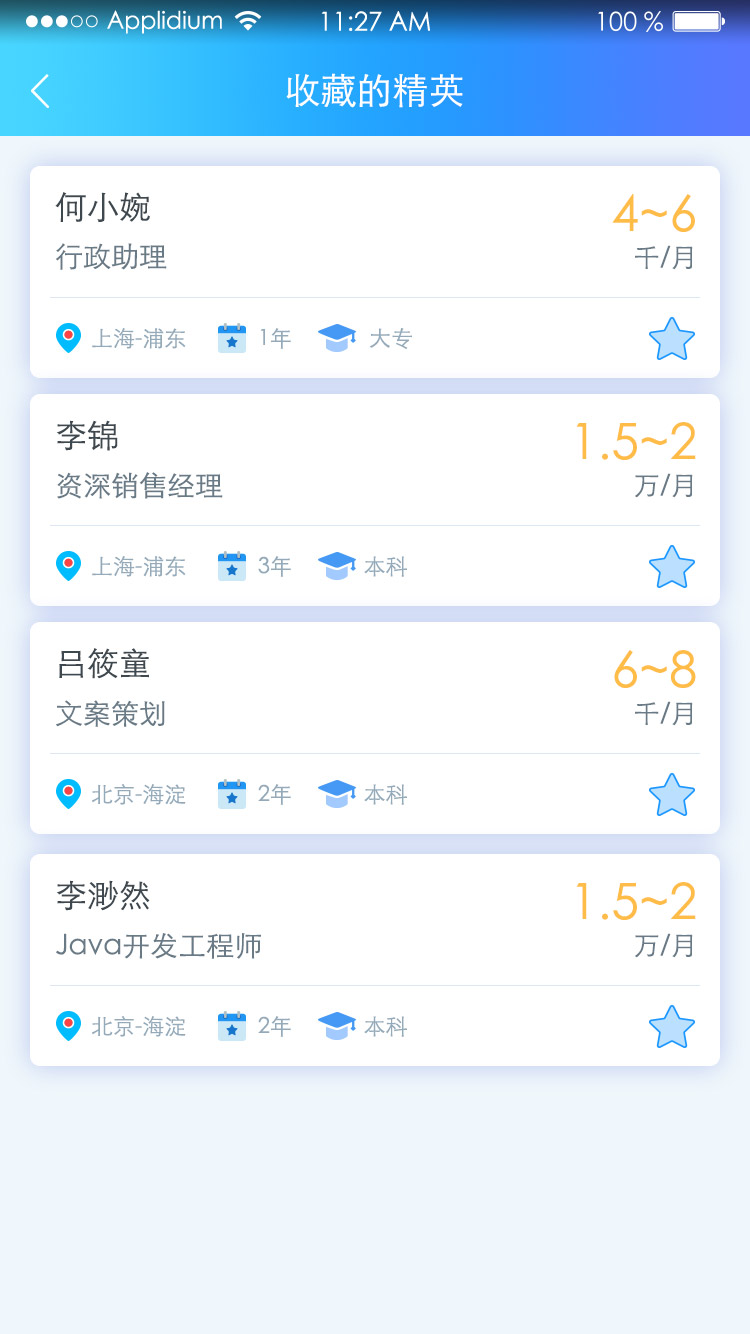 Applidium 11:27 AM 100 %
收藏的精英
何小婉
4~6
行政助理
千/月
上海-浦东 1年 大专
李锦
1.5~2
资深销售经理
万/月
上海-浦东 3年 本科
吕筱童
6~8
文案策划
千/月
北京-海淀 2年 本科
李渺然
1.5~2
Java开发工程师
万/月
北京-海淀 2年 本科